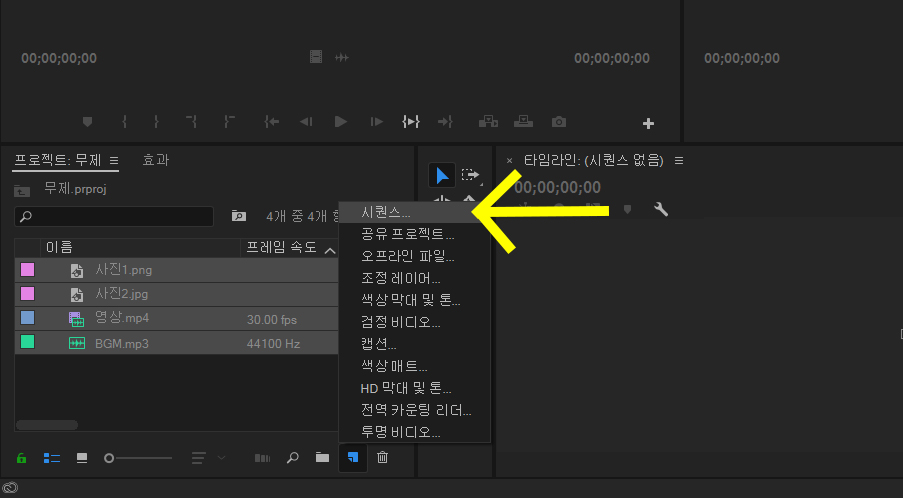 00;00;00;00
00;00;00;00
00;00;00;00
프로젝트: 무제
효과
무제.prproj
4개 중 4개
이름
프레임 속도
사진1.png
사진2.jpg
영상.mp4
30.00 fps
BGM.mp3
44100 Hz
× 타임라인: (시퀀스 없음)
00;00;00;00
시퀀스...
공유 프로젝트...
오프라인 파일...
조정 레이어...
색상 막대 및 톤...
검정 비디오...
캡션...
색상 매트...
HD 막대 및 톤...
전역 카운팅 리더...
투명 비디오...